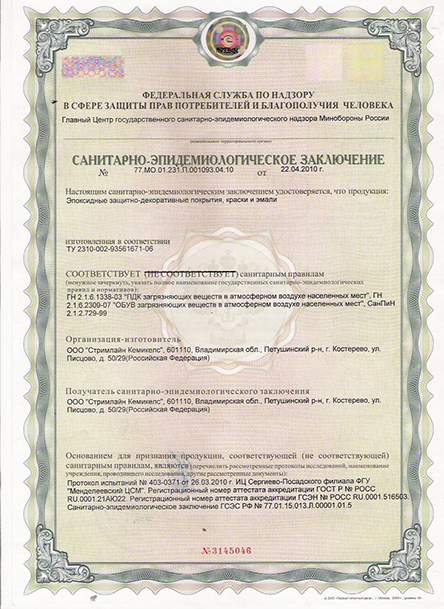 ФЕДЕРАЛЬНАЯ СЛУЖБА ПО НАДЗОРУ
В СФЕРЕ ЗАЩИТЫ ПРАВ ПОТРЕБИТЕЛЕЙ И БЛАГОПОЛУЧИЯ ЧЕЛОВЕКА
Главный Центр государственного санитарно-эпидемиологического надзора Минобороны России
(наименование территориального органа)
САНИТАРНО-ЭПИДЕМИОЛОГИЧЕСКОЕ ЗАКЛЮЧЕНИЕ
№ 77.МО.01.231.П.001093.04.10 от 22.04.2010 г.
Настоящим санитарно-эпидемиологическим заключением удостоверяется, что продукция:
Эпоксидные защитно-декоративные покрытия, краски и эмали
изготовленная в соответствии
ТУ 2310-002-93561671-06
СООТВЕТСТВУЕТ (НЕ СООТВЕТСТВУЕТ) санитарным правилам
(ненужное зачеркнуть, указать полное наименование государственных санитарно-эпидемиологических
правил и нормативов):
ГН 2.1.6.1338-03 "ПДК загрязняющих веществ в атмосферном воздухе населенных мест", ГН
2.1.6.2309-07 "ОБУВ загрязняющих веществ в атмосферном воздухе населенных мест", СанПиН
2.1.2.729-99
Организация-изготовитель
ООО "Стримлайн Кемикелс", 601110, Владимирская обл., Петушинский р-н, г. Костерево, ул.
Писцово, д. 50/29(Российская Федерация)
Получатель санитарно-эпидемиологического заключения
ООО "Стримлайн Кемикелс", 601110, Владимирская обл., Петушинский р-н, г. Костерево, ул.
Писцово, д. 50/29(Российская Федерация)
Основанием для признания продукции, соответствующей (не соответствующей)
санитарным правилам, являются (перечислить рассмотренные протоколы исследований, наименование
учреждения, проводившего исследования, другие рассмотренные документы):
Протокол испытаний № 403-0371 от 26.03.2010 г. ИЦ Сергиево-Посадского филиала ФГУ
"Менделеевский ЦСМ". Регистрационный номер аттестата аккредитации ГОСТ Р № РОСС
RU.0001.21АЮ22. Регистрационный номер аттестата аккредитации ГСЭН № РОСС RU.0001.516503.
Санитарно-эпидемиологическое заключение ГСЭС РФ № 77.01.15.013.П.00001.01.5
№3145046